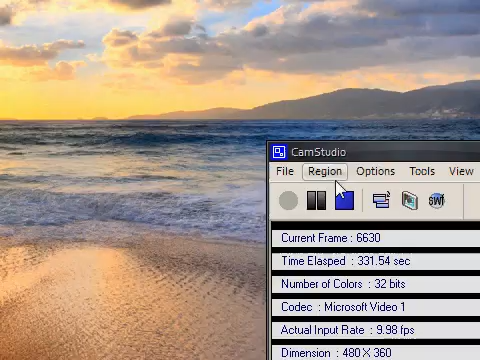 CamStudio
File Region Options Tools View
SWF
Current Frame : 6630
Time Elasped : 331.54 sec
Number of Colors : 32 bits
Codec : Microsoft Video 1
Actual Input Rate : 9.98 fps
Dimension : 480 X 360